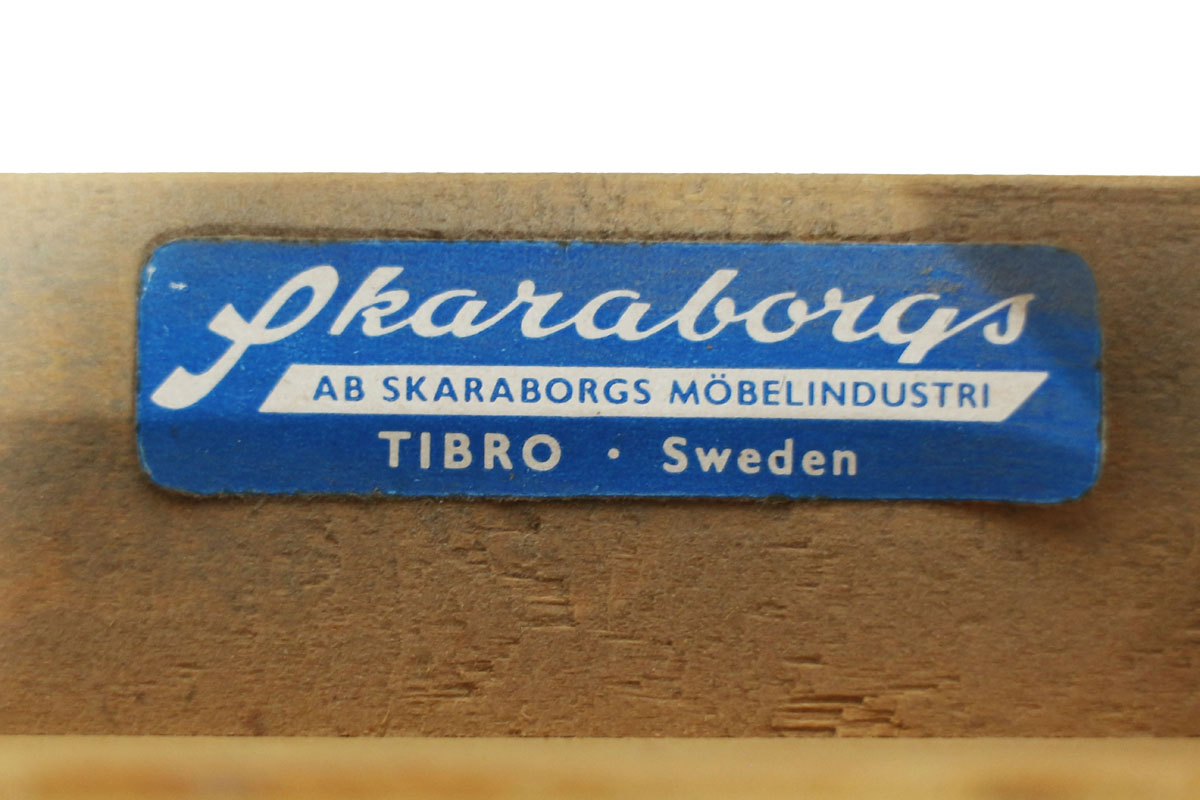 Skaraborgs
AB SKARABORGS MÖBELINDUSTRI
TIBRO · Sweden